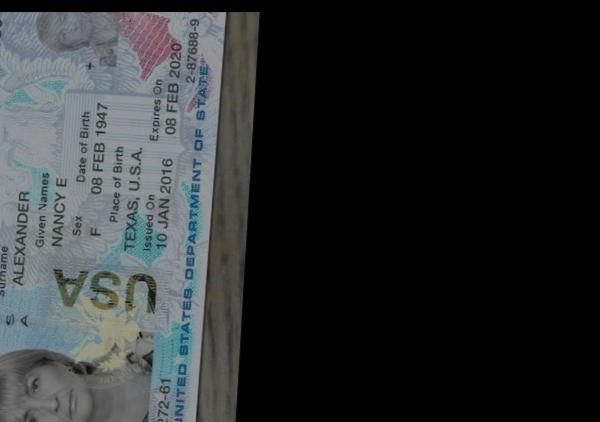 Surname
ALEXANDER
Given Names
NANCY E
Sex Date of Birth
F 08 FEB 1947
Place of Birth
TEXAS, U.S.A.
Issued On Expires On
10 JAN 2016 08 FEB 2020
USA
272-61 2-87688-9
UNITED STATES DEPARTMENT OF STATE